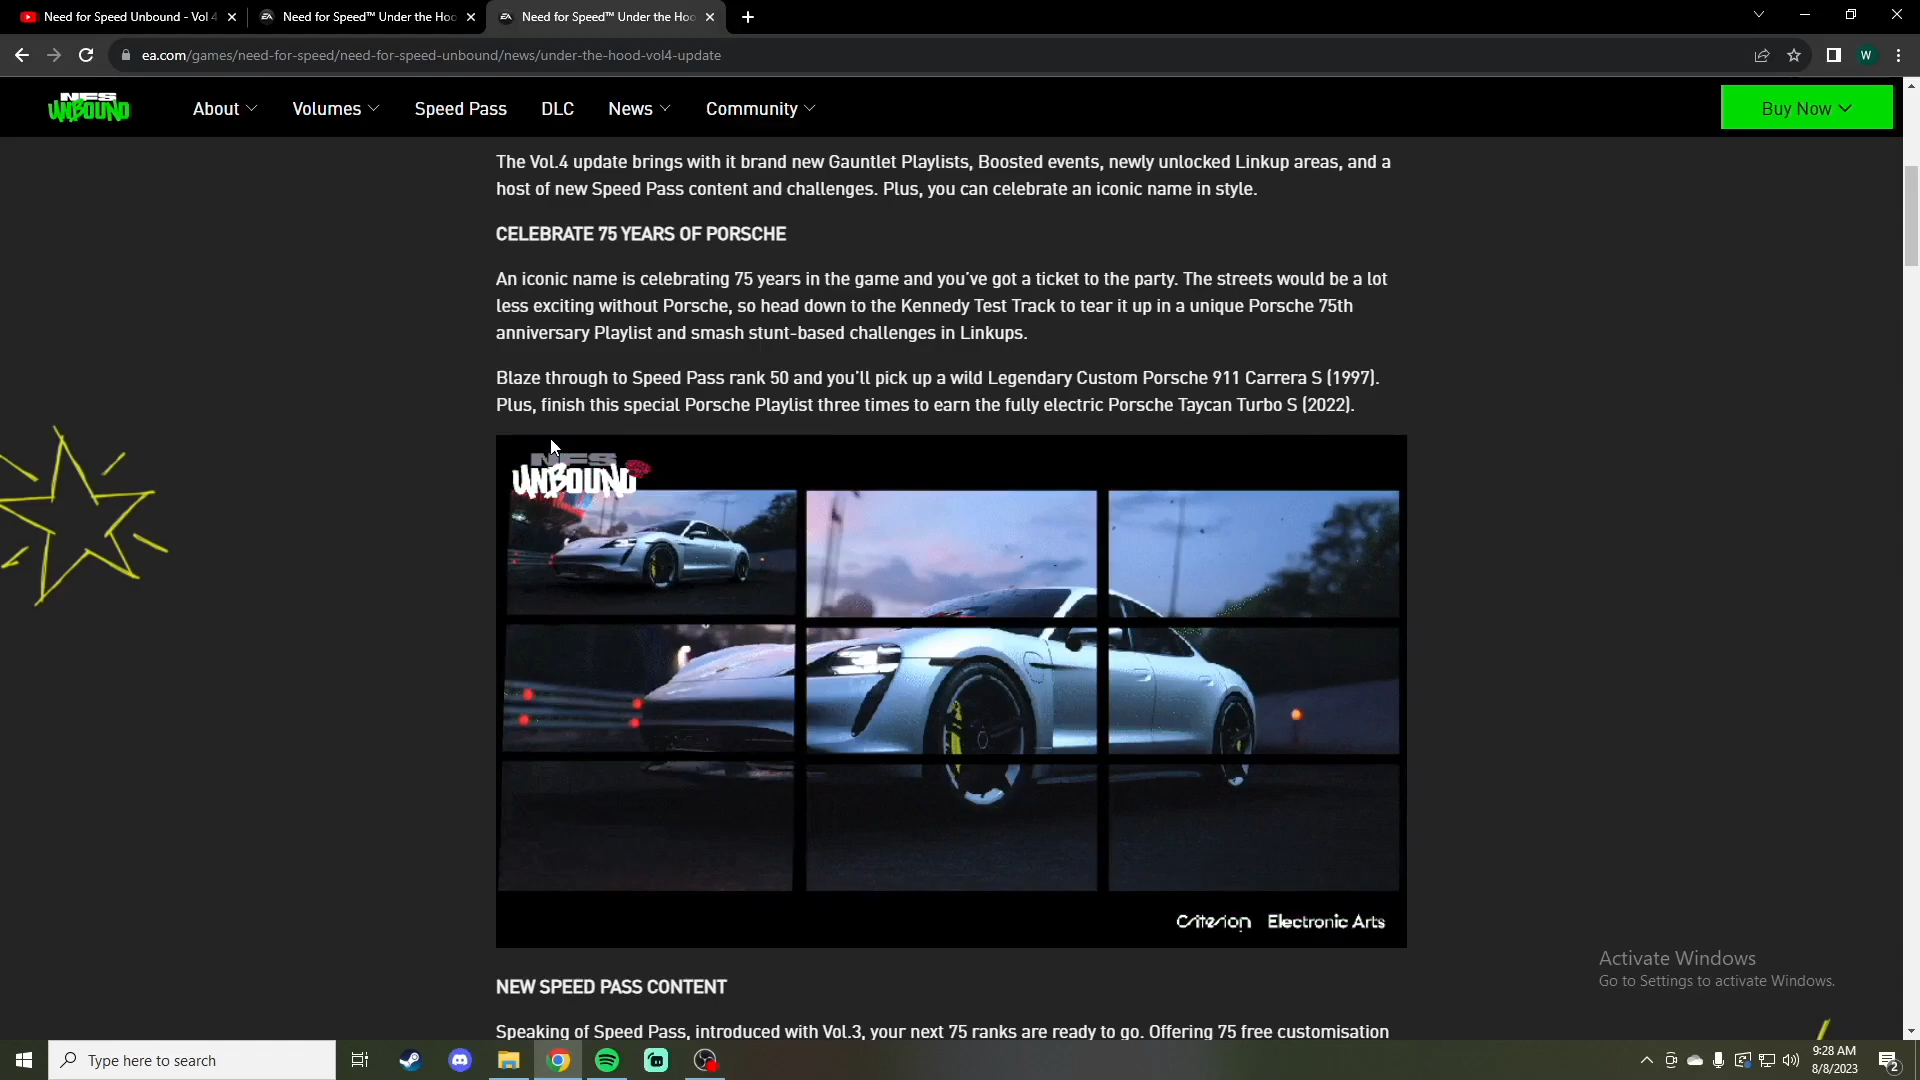 Need for Speed Unbound - Vol 4
Need for Speed™ Under the Hoo
Need for Speed™ Under the Hoo
ea.com/games/need-for-speed/need-for-speed-unbound/news/under-the-hood-vol4-update
W
NFS
UNBOUND
About
Volumes
Speed Pass
DLC
News
Community
Buy Now
The Vol.4 update brings with it brand new Gauntlet Playlists, Boosted events, newly unlocked Linkup areas, and a
host of new Speed Pass content and challenges. Plus, you can celebrate an iconic name in style.
CELEBRATE 75 YEARS OF PORSCHE
An iconic name is celebrating 75 years in the game and you've got a ticket to the party. The streets would be a lot
less exciting without Porsche, so head down to the Kennedy Test Track to tear it up in a unique Porsche 75th
anniversary Playlist and smash stunt-based challenges in Linkups.
Blaze through to Speed Pass rank 50 and you'll pick up a wild Legendary Custom Porsche 911 Carrera S (1997).
Plus, finish this special Porsche Playlist three times to earn the fully electric Porsche Taycan Turbo S (2022).
NFS
UNBOUND
Criterion
Electronic Arts
NEW SPEED PASS CONTENT
Speaking of Speed Pass, introduced with Vol.3, your next 75 ranks are ready to go. Offering 75 free customisation
Activate Windows
Go to Settings to activate Windows.
Type here to search
9:28 AM
8/8/2023
2